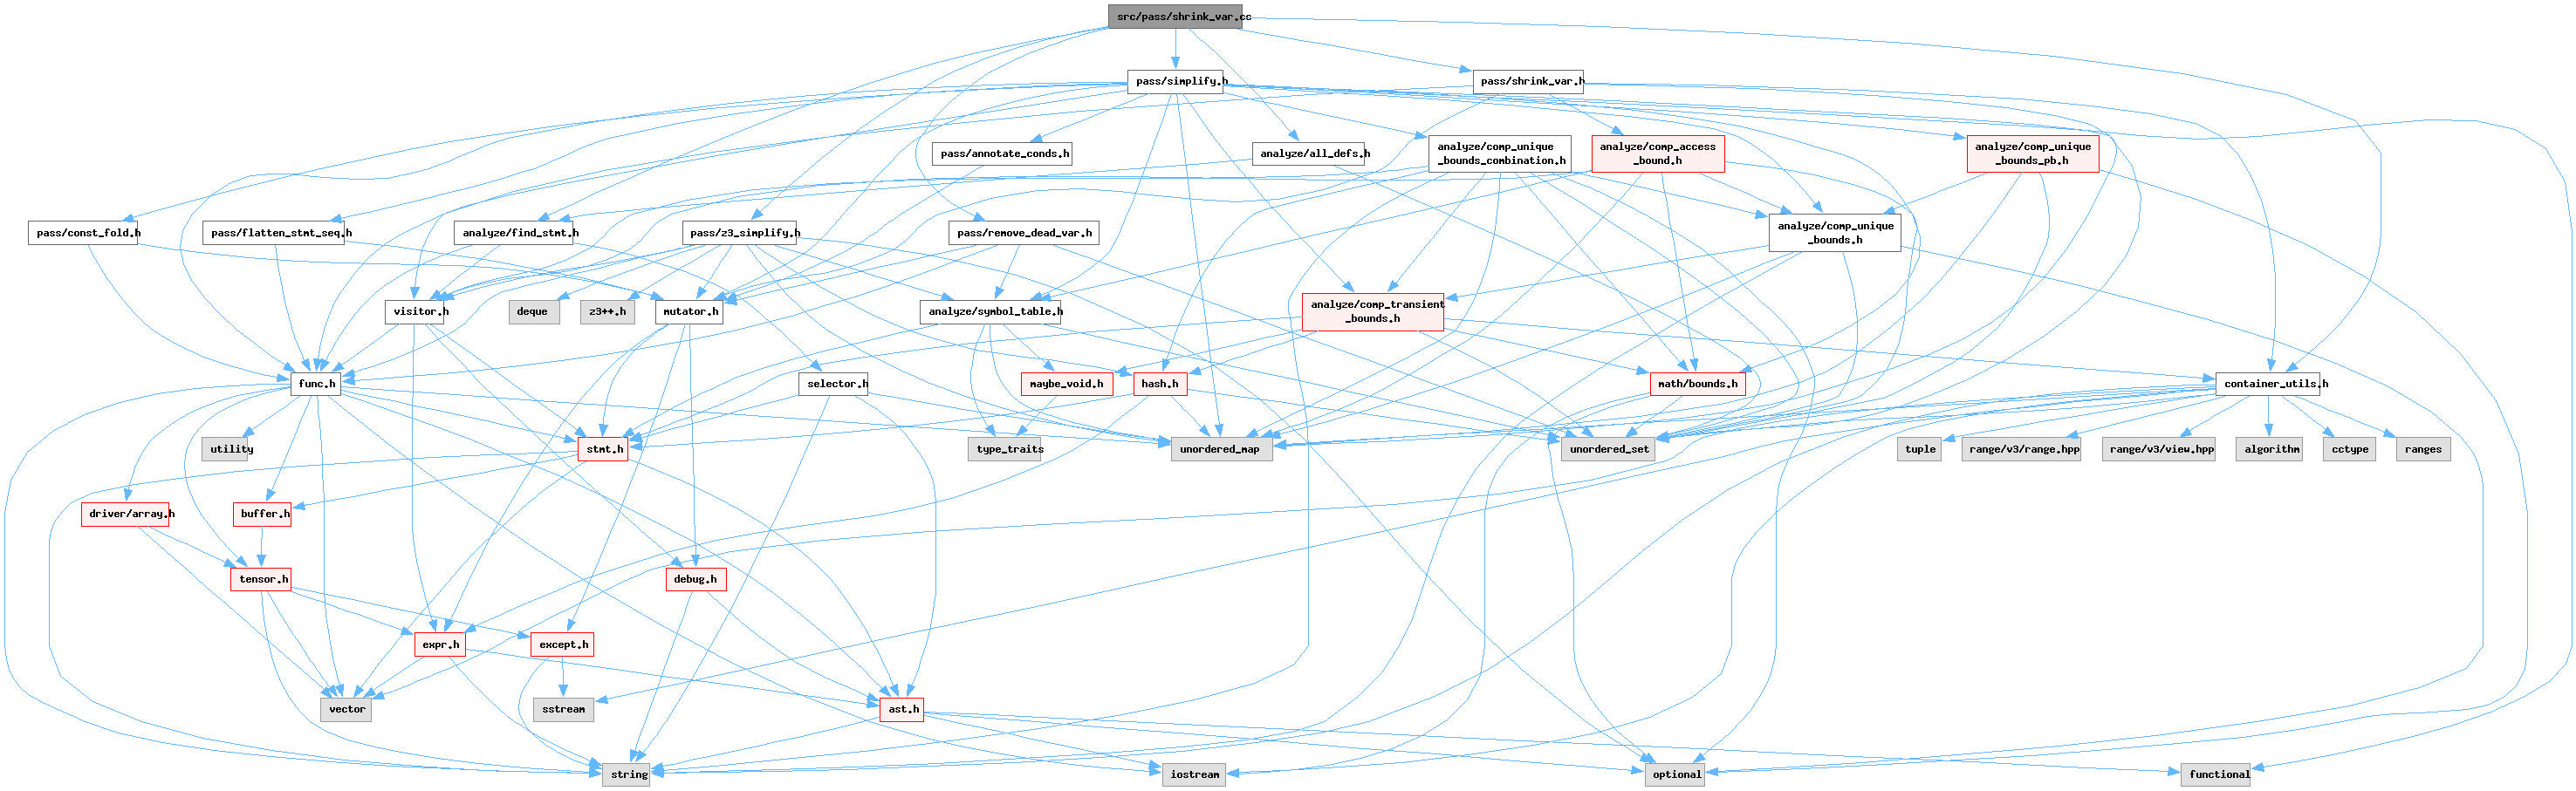 src/pass/shrink_var.cc
pass/simplify.h
pass/shrink_var.h
pass/annotate_conds.h
analyze/all_defs.h
analyze/comp_unique
_bounds_combination.h
analyze/comp_access
_bound.h
analyze/comp_unique
_bounds_pb.h
pass/const_fold.h
pass/flatten_stmt_seq.h
analyze/find_stmt.h
pass/z3_simplify.h
pass/remove_dead_var.h
analyze/comp_unique
_bounds.h
visitor.h
deque
z3++.h
mutator.h
analyze/symbol_table.h
analyze/comp_transient
_bounds.h
func.h
selector.h
maybe_void.h
hash.h
math/bounds.h
container_utils.h
utility
stmt.h
type_traits
unordered_map
unordered_set
tuple
range/v3/range.hpp
range/v3/view.hpp
algorithm
cctype
ranges
driver/array.h
buffer.h
tensor.h
debug.h
expr.h
except.h
vector
sstream
ast.h
string
iostream
optional
functional